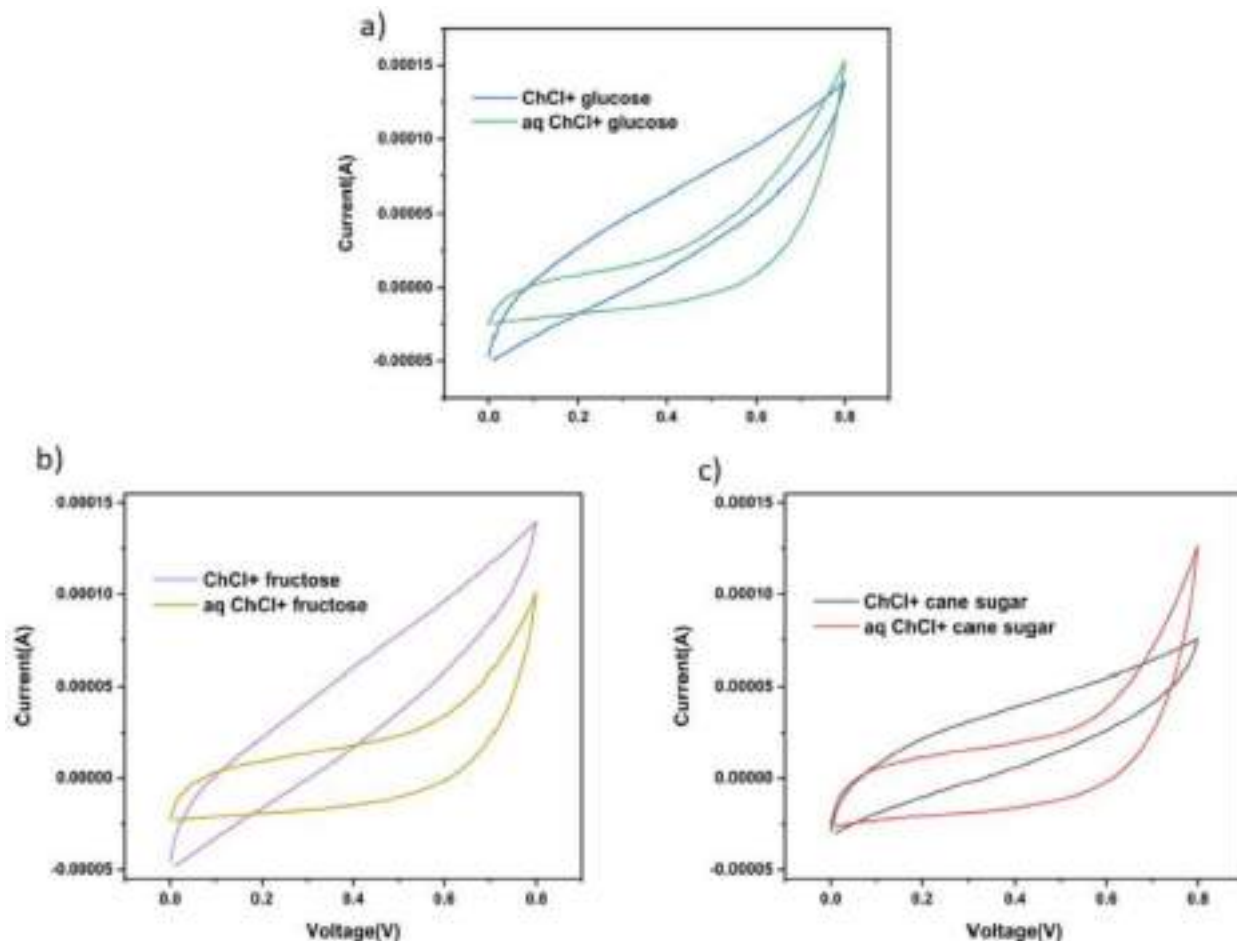 a)
0.00015
0.00010
0.00005
0.00000
-0.00005
Current(A)
ChCl+ glucose
aq ChCl+ glucose
0.0 0.2 0.4 0.6 0.8
b)
0.00015
0.00010
0.00005
0.00000
-0.00005
Current(A)
ChCl+ fructose
aq ChCl+ fructose
0.0 0.2 0.4 0.6 0.8
Voltage(V)
c)
0.00015
0.00010
0.00005
0.00000
-0.00005
Current(A)
ChCl+ cane sugar
aq ChCl+ cane sugar
0.0 0.2 0.4 0.6 0.8
Voltage(V)